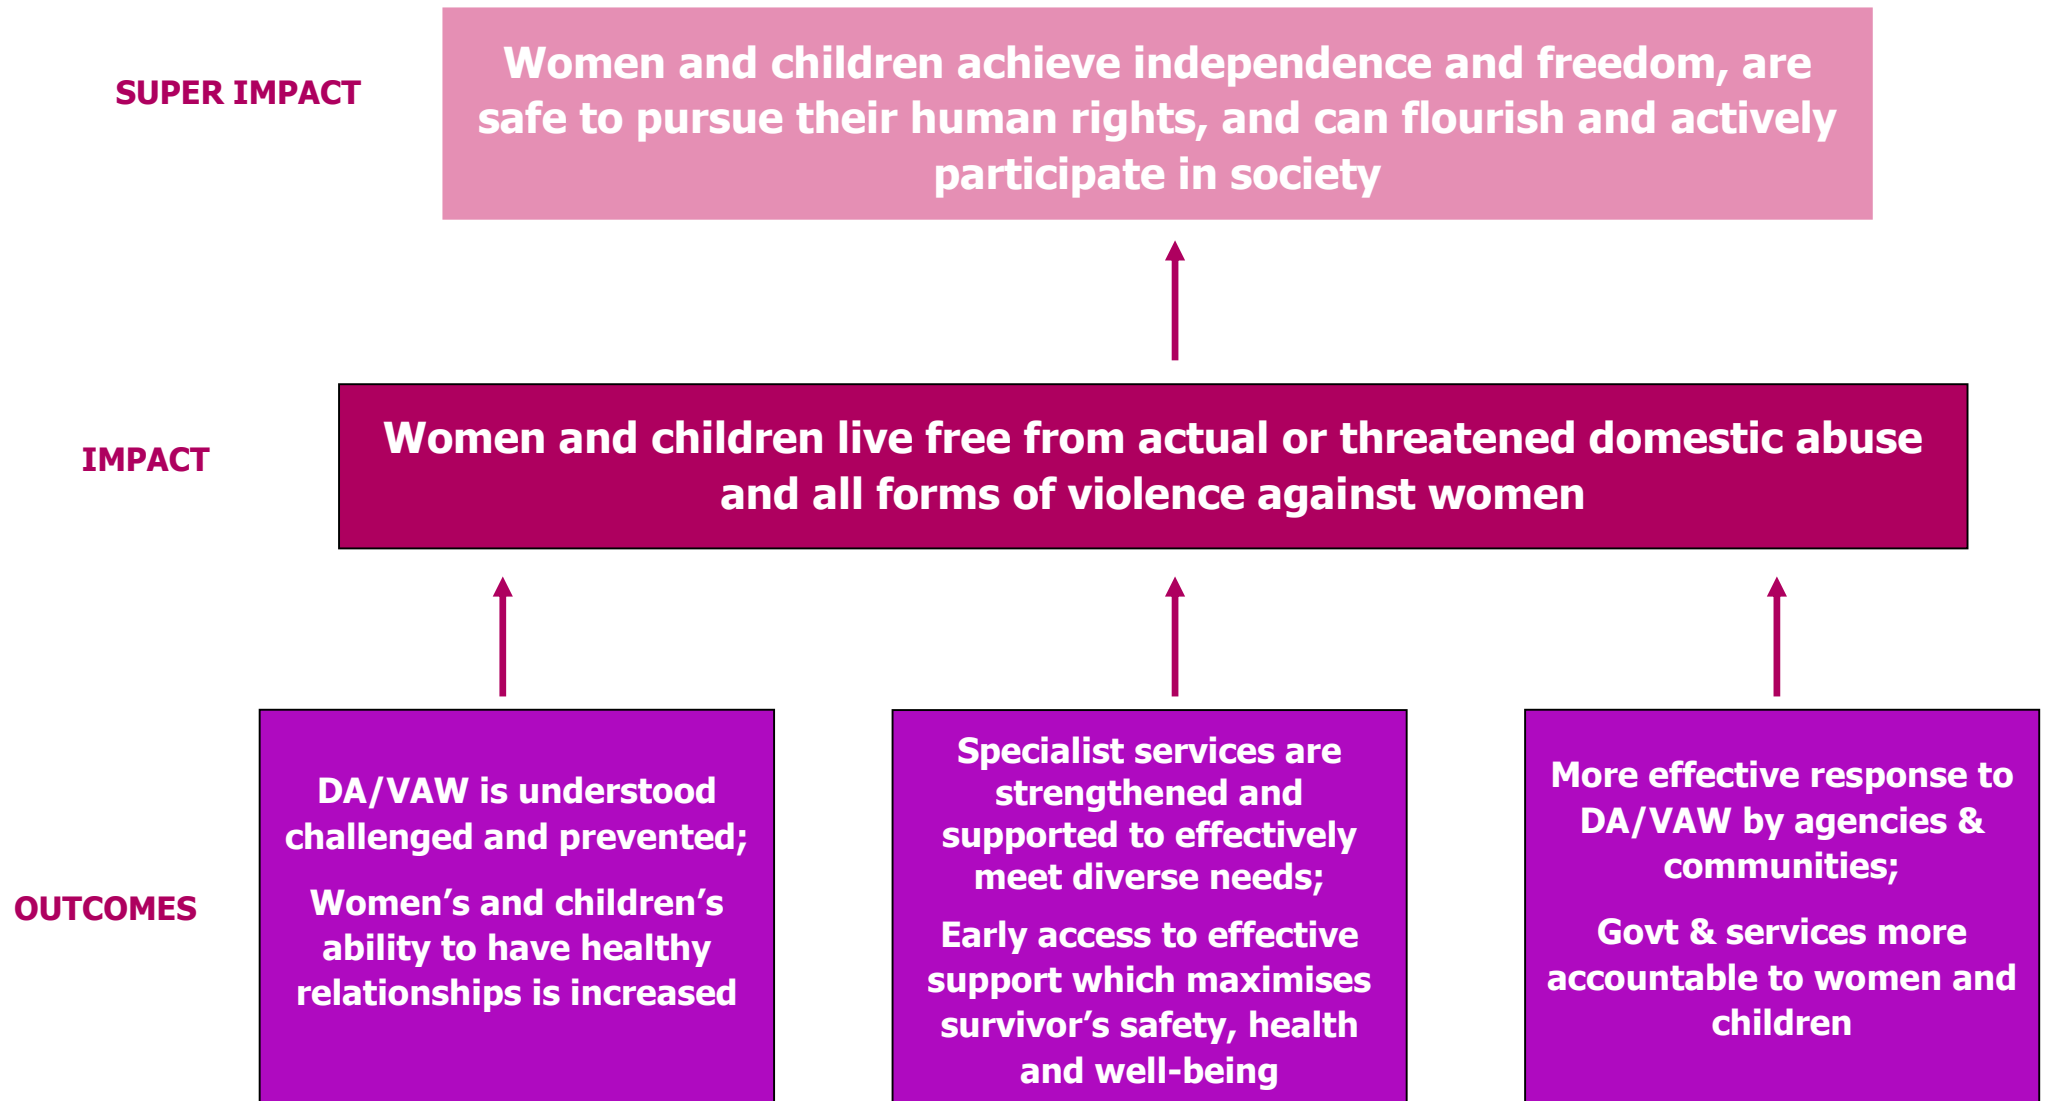 SUPER IMPACT
Women and children achieve independence and freedom, are
safe to pursue their human rights, and can flourish and actively
participate in society
IMPACT
Women and children live free from actual or threatened domestic abuse
and all forms of violence against women
OUTCOMES
DA/VAW is understood
challenged and prevented;
Women’s and children’s
ability to have healthy
relationships is increased
Specialist services are
strengthened and
supported to effectively
meet diverse needs;
Early access to effective
support which maximises
survivor’s safety, health
and well-being
More effective response to
DA/VAW by agencies &
communities;
Govt & services more
accountable to women and
children